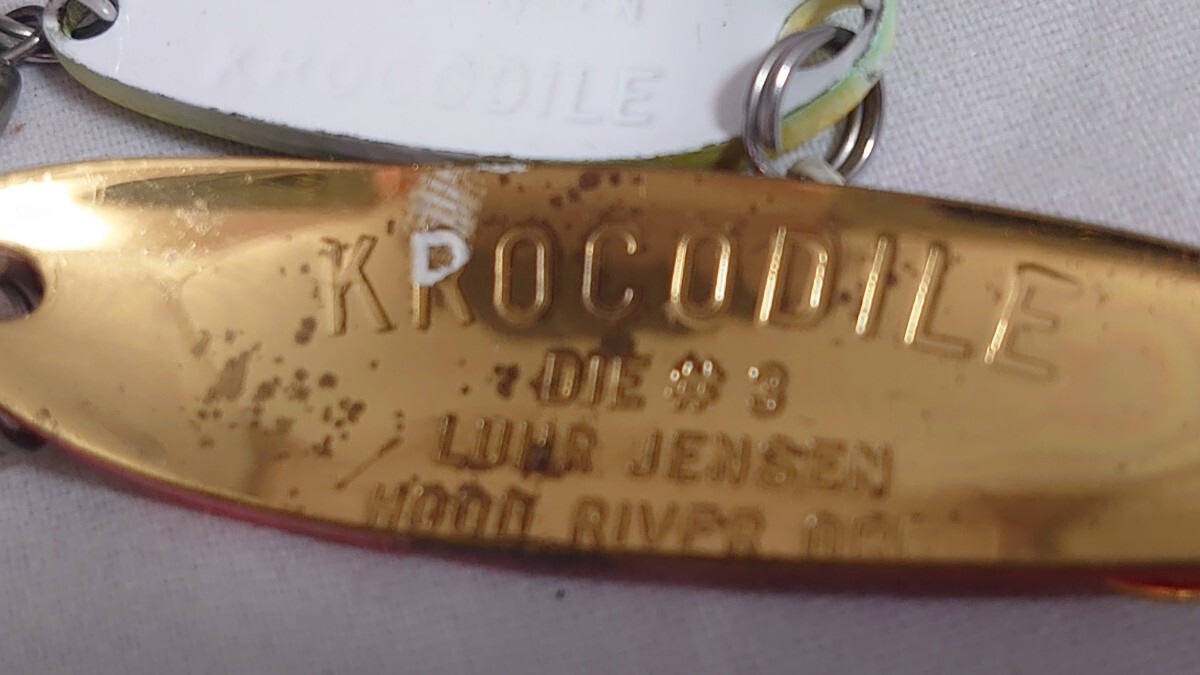 KROCODILE
KROCODILE
DIE # 3
LUHR JENSEN
HOOD RIVER